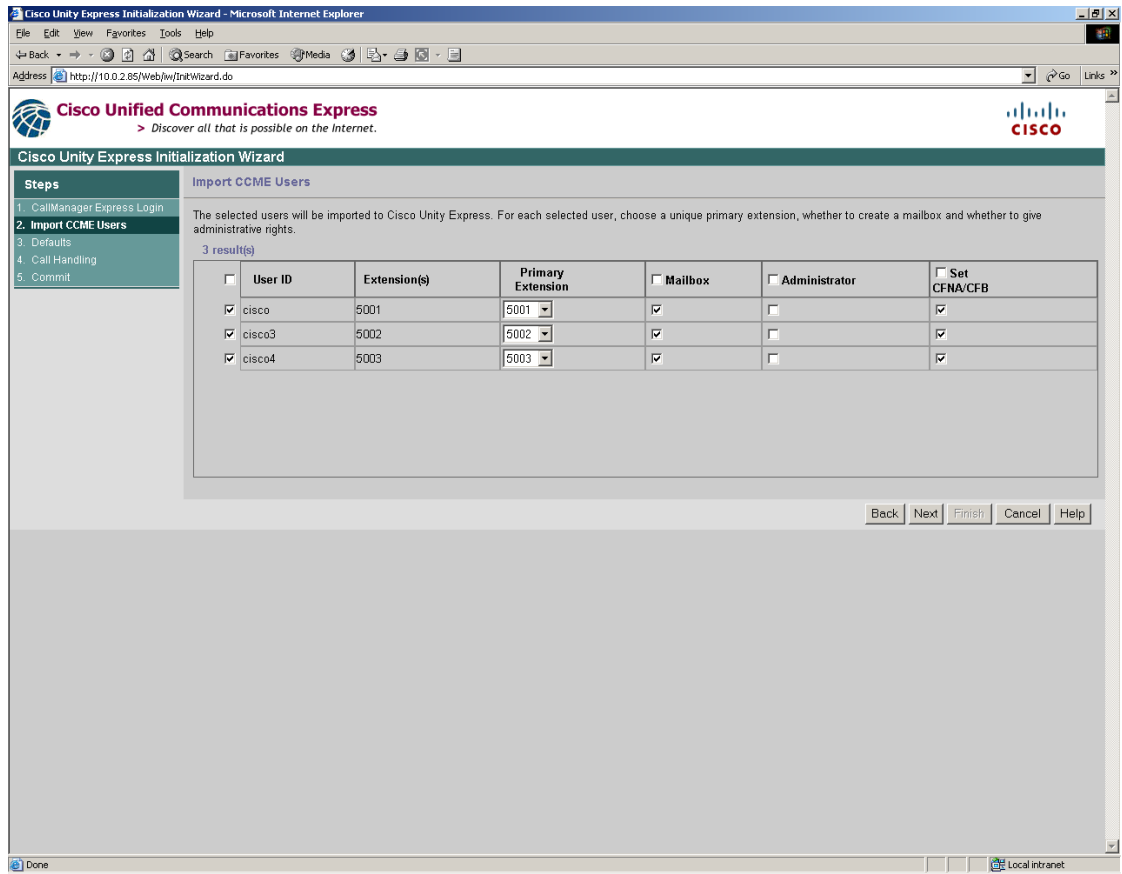 Cisco Unity Express Initialization Wizard - Microsoft Internet Explorer
File Edit View Favorites Tools Help
Back Search Favorites Media
Address http://10.0.2.85/Web/iw/InitWizard.do Go Links »
Cisco Unified Communications Express
> Discover all that is possible on the Internet.
CISCO
Cisco Unity Express Initialization Wizard
Steps
1. CallManager Express Login
2. Import CCME Users
3. Defaults
4. Call Handling
5. Commit
Import CCME Users
The selected users will be imported to Cisco Unity Express. For each selected user, choose a unique primary extension, whether to create a mailbox and whether to give
administrative rights.
3 result(s)
User ID Extension(s) Primary Extension Mailbox Administrator Set CFNA/CFB
cisco 5001 5001
cisco3 5002 5002
cisco4 5003 5003
Back Next Finish Cancel Help
Done Local intranet